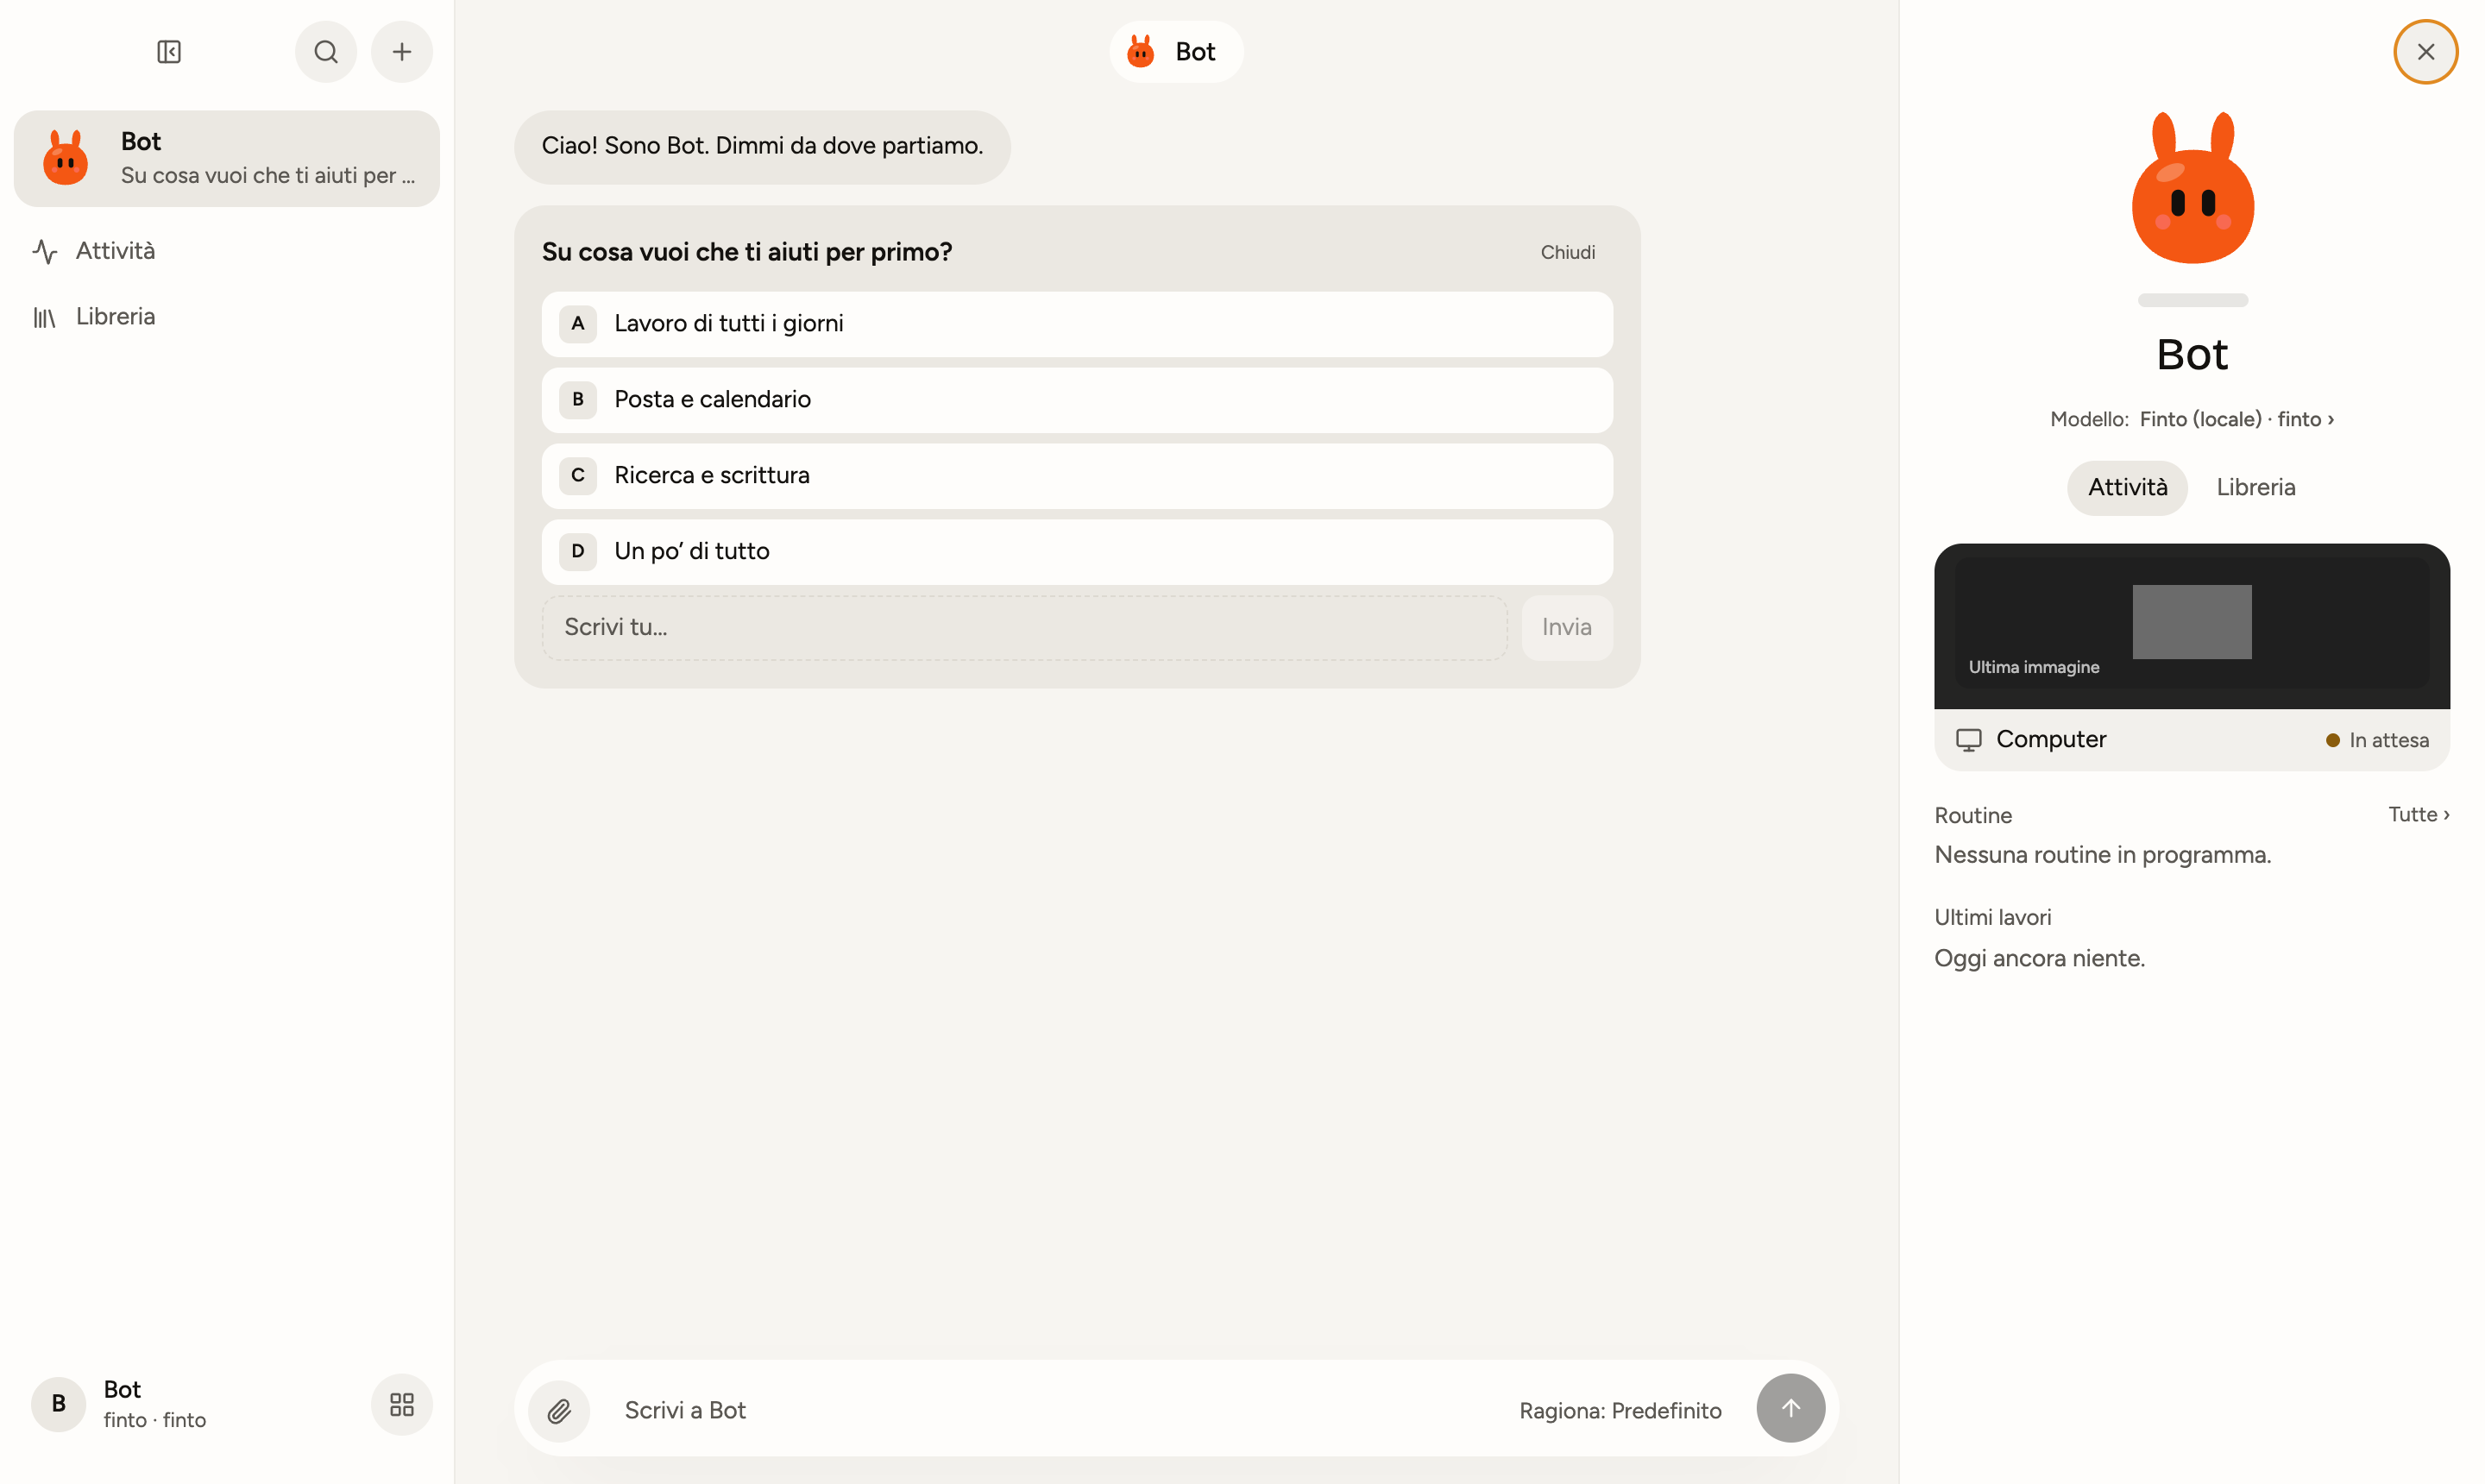 Bot
Su cosa vuoi che ti aiuti per ...
Attività
Libreria
B
Bot
finto · finto
Bot
Ciao! Sono Bot. Dimmi da dove partiamo.
Su cosa vuoi che ti aiuti per primo?
Chiudi
A Lavoro di tutti i giorni
B Posta e calendario
C Ricerca e scrittura
D Un po’ di tutto
Scrivi tu...
Invia
Scrivi a Bot
Ragiona: Predefinito
Bot
Modello: Finto (locale) · finto ›
Attività
Libreria
Ultima immagine
Computer
In attesa
Routine
Tutte ›
Nessuna routine in programma.
Ultimi lavori
Oggi ancora niente.